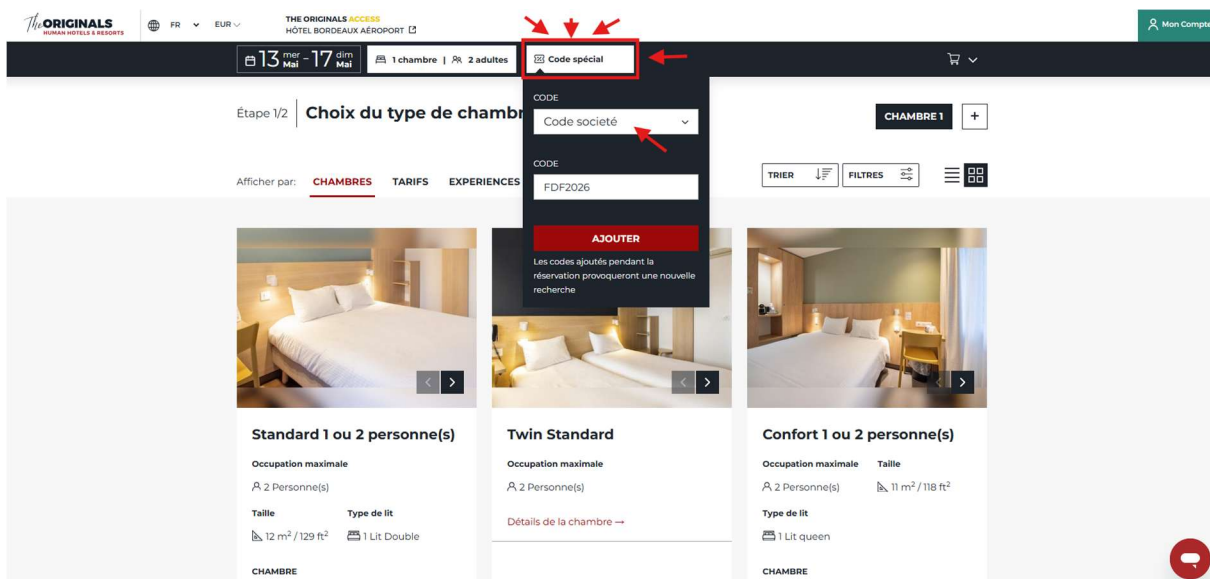 The ORIGINALS
HUMAN HOTELS & RESORTS
FR
EUR
THE ORIGINALS ACCESS
HÔTEL BORDEAUX AÉROPORT
Mon Compte
13 mer Mai - 17 dim Mai
1 chambre | 2 adultes
Code spécial
CODE
Code societé
CODE
FDF2026
AJOUTER
Les codes ajoutés pendant la
réservation provoqueront une nouvelle
recherche
Étape 1/2
Choix du type de chambr
CHAMBRE 1
+
Afficher par:
CHAMBRES
TARIFS
EXPERIENCES
TRIER
FILTRES
Standard 1 ou 2 personne(s)
Occupation maximale
2 Personne(s)
Taille
Type de lit
12 m² / 129 ft²
1 Lit Double
CHAMBRE
Twin Standard
Occupation maximale
2 Personne(s)
Détails de la chambre →
Confort 1 ou 2 personne(s)
Occupation maximale
Taille
2 Personne(s)
11 m² / 118 ft²
Type de lit
1 Lit queen
CHAMBRE